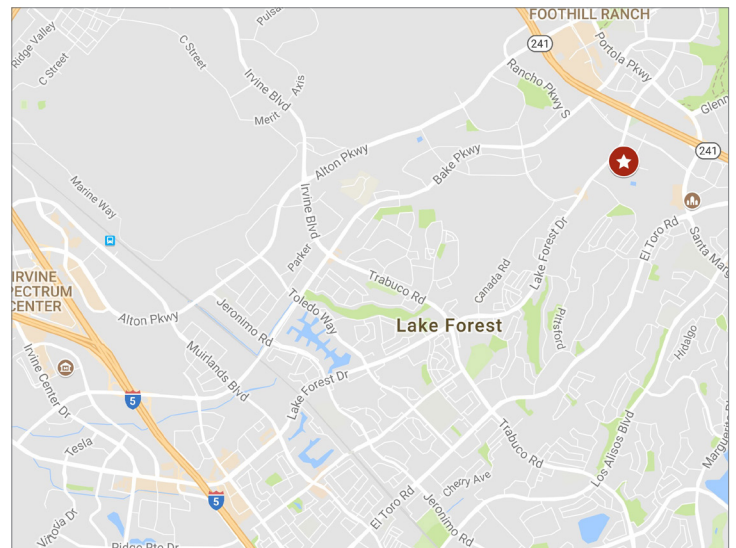 FOOTHILL RANCH
Pulsa
241
Ridge Valley
C Street
C Street
Portola Pkwy
Irvine Blvd
Axis
Rancho Pkwy S
Merit
Glenn
Alton Pkwy
Bake Pkwy
241
Marine Way
Irvine Blvd
El Toro Rd
Lake Forest Dr
Santa Marg
Parker
Canada Rd
IRVINE
PECTRUM
CENTER
Trabuco Rd
Toledo Way
Jeronimo Rd
Alton Pkwy
Lake Forest
Pittsford
Hidalgo
Irvine Center Dr
Muirlands Blvd
Lake Forest Dr
5
Tesla
Trabuco Rd
Los Alisos Blvd
Marguerite P
Cherry Ave
5
El Toro Rd
Jeronimo Rd
Ridge Rte Dr